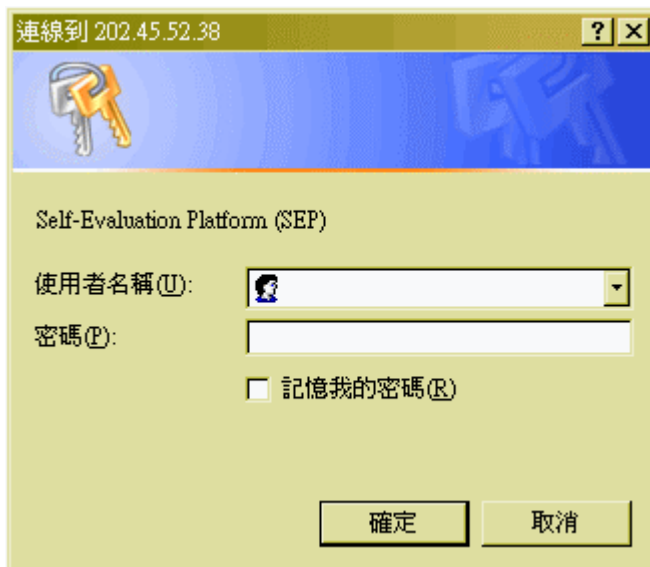 連線到 202.45.52.38
Self-Evaluation Platform (SEP)
使用者名稱(U):
密碼(P):
記憶我的密碼(R)
確定 取消